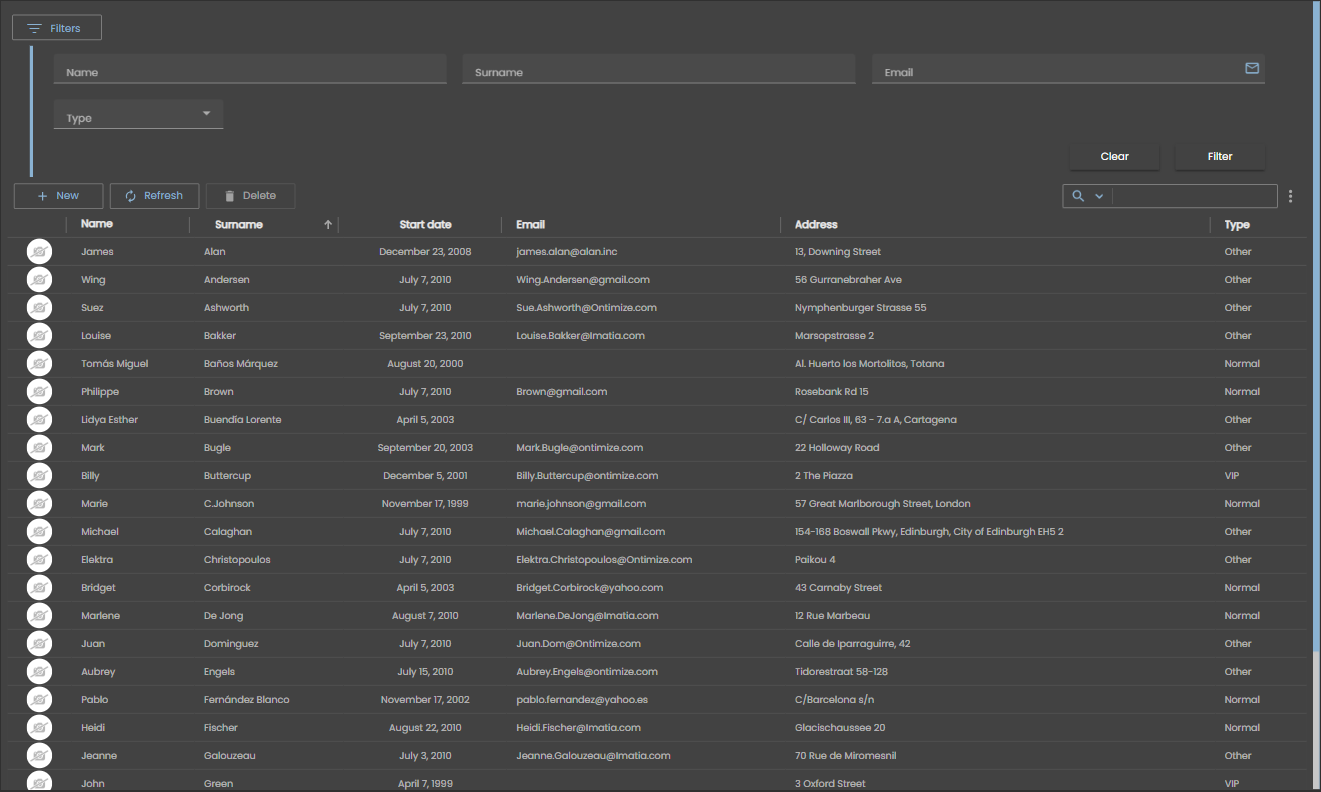 Filters
Name Surname Email
Type
Clear Filter
New Refresh Delete
Name Surname Start date Email Address Type
James Alan December 23, 2008 james.alan@alan.inc 13, Downing Street Other
Wing Andersen July 7, 2010 Wing.Andersen@gmail.com 56 Gurranebraher Ave Other
Suez Ashworth July 7, 2010 Sue.Ashworth@Ontimize.com Nymphenburger Strasse 55 Other
Louise Bakker September 23, 2010 Louise.Bakker@Imatia.com Marsopstrasse 2 Other
Tomás Miguel Baños Márquez August 20, 2000 Al. Huerto los Mortolitos, Totana Normal
Philippe Brown July 7, 2010 Brown@gmail.com Rosebank Rd 15 Normal
Lidya Esther Buendía Lorente April 5, 2003 C/ Carlos III, 63 - 7.a A, Cartagena Other
Mark Bugle September 20, 2003 Mark.Bugle@ontimize.com 22 Holloway Road Other
Billy Buttercup December 5, 2001 Billy.Buttercup@ontimize.com 2 The Piazza VIP
Marie C.Johnson November 17, 1999 marie.johnson@gmail.com 57 Great Marlborough Street, London Normal
Michael Calaghan July 7, 2010 Michael.Calaghan@gmail.com 154-168 Boswall Pkwy, Edinburgh, City of Edinburgh EH5 2 Other
Elektra Christopoulos July 7, 2010 Elektra.Christopoulos@Ontimize.com Paikou 4 Other
Bridget Corbirock April 5, 2003 Bridget.Corbirock@yahoo.com 43 Carnaby Street Normal
Marlene De Jong August 7, 2010 Marlene.DeJong@Imatia.com 12 Rue Marbeau Normal
Juan Dominguez July 7, 2010 Juan.Dom@Ontimize.com Calle de Iparraguirre, 42 Other
Aubrey Engels July 15, 2010 Aubrey.Engels@ontimize.com Tidorestraat 58-128 Other
Pablo Fernández Blanco November 17, 2002 pablo.fernandez@yahoo.es C/Barcelona s/n Normal
Heidi Fischer August 22, 2010 Heidi.Fischer@Imatia.com Glacischaussee 20 Normal
Jeanne Galouzeau July 3, 2010 Jeanne.Galouzeau@Imatia.com 70 Rue de Miromesnil Other
John Green April 7, 1999 3 Oxford Street VIP